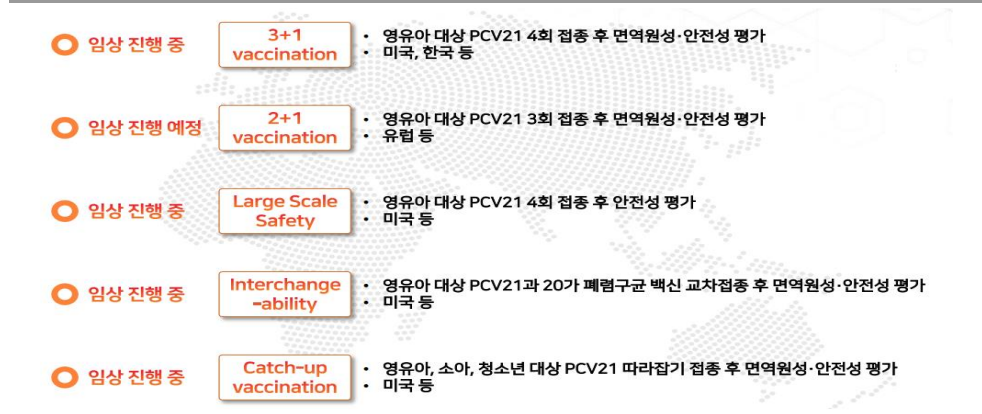 임상 진행 중
3+1
vaccination
• 영유아 대상 PCV21 4회 접종 후 면역원성·안전성 평가
• 미국, 한국 등
임상 진행 예정
2+1
vaccination
• 영유아 대상 PCV21 3회 접종 후 면역원성·안전성 평가
• 유럽 등
임상 진행 중
Large Scale
Safety
• 영유아 대상 PCV21 4회 접종 후 안전성 평가
• 미국 등
임상 진행 중
Interchange
-ability
• 영유아 대상 PCV21과 20가 폐렴구균 백신 교차접종 후 면역원성·안전성 평가
• 미국 등
임상 진행 중
Catch-up
vaccination
• 영유아, 소아, 청소년 대상 PCV21 따라잡기 접종 후 면역원성·안전성 평가
• 미국 등